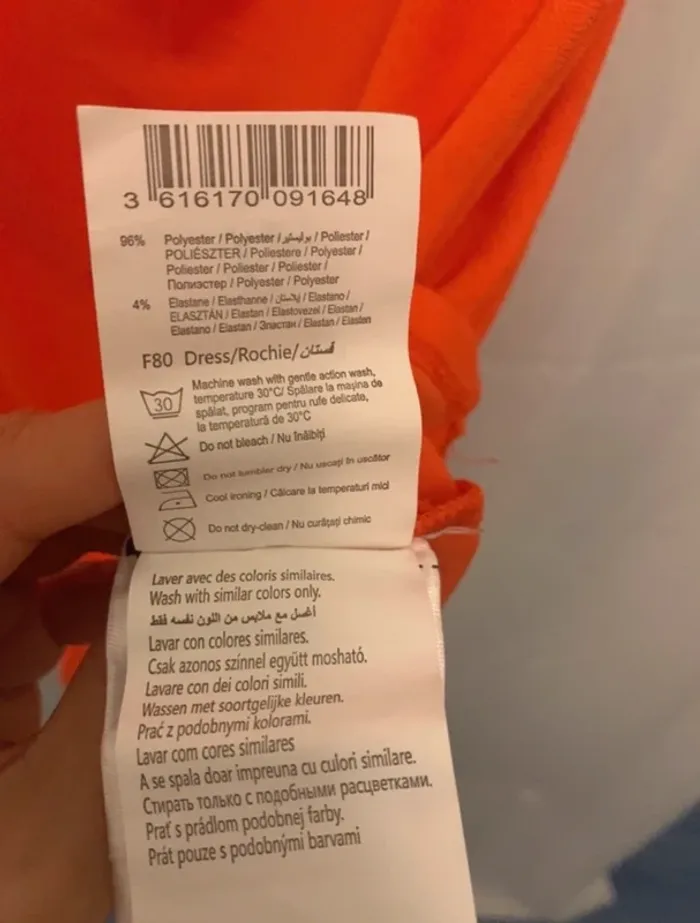 3 616170 091648
96% Polyester / Polyester / بوليستر / Poliester /
POLIÉSZTER / Poliestere / Polyester /
Poliester / Poliester / Poliester /
Полиэстер / Polyester / Polyester
4% Elastane / Elasthanne / إيلاستان / Elastano /
ELASZTÁN / Elastan / Elastovezel / Elastan /
Elastano / Elastan / Эластан / Elastan / Elasten
F80 Dress/Rochie/فستان
Machine wash with gentle action wash,
30 temperature 30°C/ Spălare la mașina de
spălat, program pentru rufe delicate,
la temperatură de 30°C
Do not bleach / Nu înălbiți
Do not tumbler dry / Nu uscați în uscător
Cool ironing / Călcare la temperaturi mici
Do not dry-clean / Nu curățați chimic
Laver avec des coloris similaires.
Wash with similar colors only.
أغسل مع ملابس من اللون نفسه فقط
Lavar con colores similares.
Csak azonos színnel együtt mosható.
Lavare con dei colori simili.
Wassen met soortgelijke kleuren.
Prać z podobnymi kolorami.
Lavar com cores similares
A se spala doar impreuna cu culori similare.
Стирать только с подобными расцветками.
Prať s prádlom podobnej farby.
Prát pouze s podobnými barvami